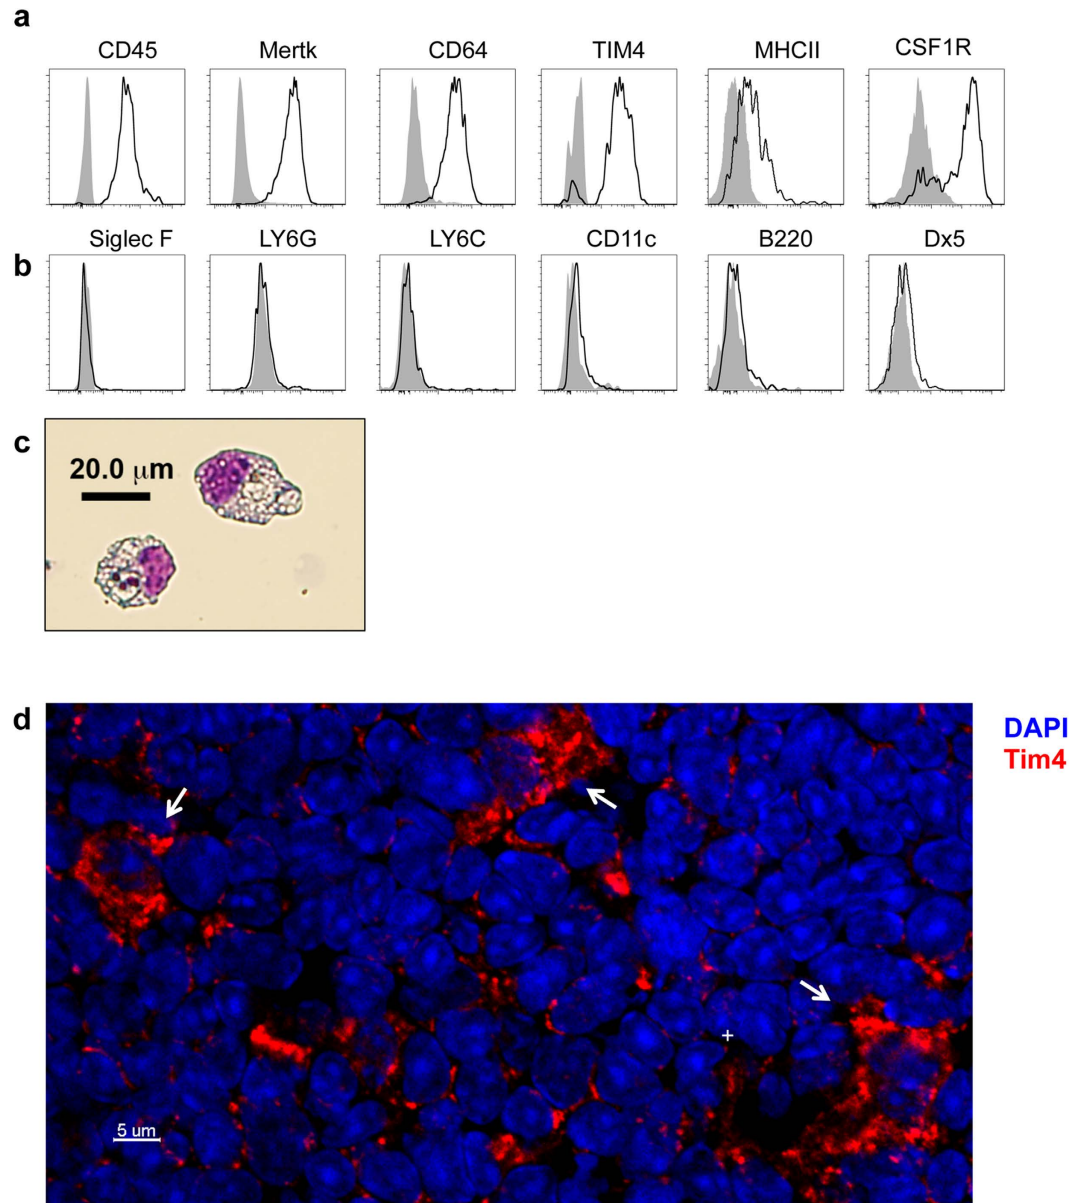 a
CD45 Mertk CD64 TIM4 MHCII CSF1R
b
Siglec F LY6G LY6C CD11c B220 Dx5
c
20.0 μm
d
DAPI
Tim4
5 um